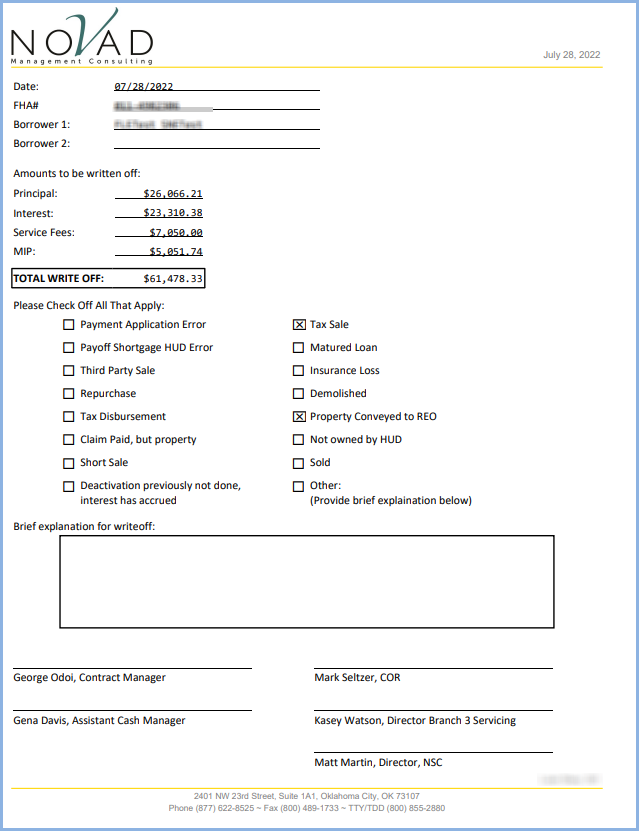 NOVAD
Management Consulting
July 28, 2022
Date: 07/28/2022
FHA#
Borrower 1:
Borrower 2:
Amounts to be written off:
Principal: $26,066.21
Interest: $23,310.38
Service Fees: $7,050.00
MIP: $5,051.74
TOTAL WRITE OFF: $61,478.33
Please Check Off All That Apply:
Payment Application Error ☒ Tax Sale
Payoff Shortgage HUD Error Matured Loan
Third Party Sale Insurance Loss
Repurchase Demolished
Tax Disbursement ☒ Property Conveyed to REO
Claim Paid, but property Not owned by HUD
Short Sale Sold
Deactivation previously not done, Other:
interest has accrued (Provide brief explaination below)
Brief explanation for writeoff:
George Odoi, Contract Manager Mark Seltzer, COR
Gena Davis, Assistant Cash Manager Kasey Watson, Director Branch 3 Servicing
Matt Martin, Director, NSC
2401 NW 23rd Street, Suite 1A1, Oklahoma City, OK 73107
Phone (877) 622-8525 ~ Fax (800) 489-1733 ~ TTY/TDD (800) 855-2880